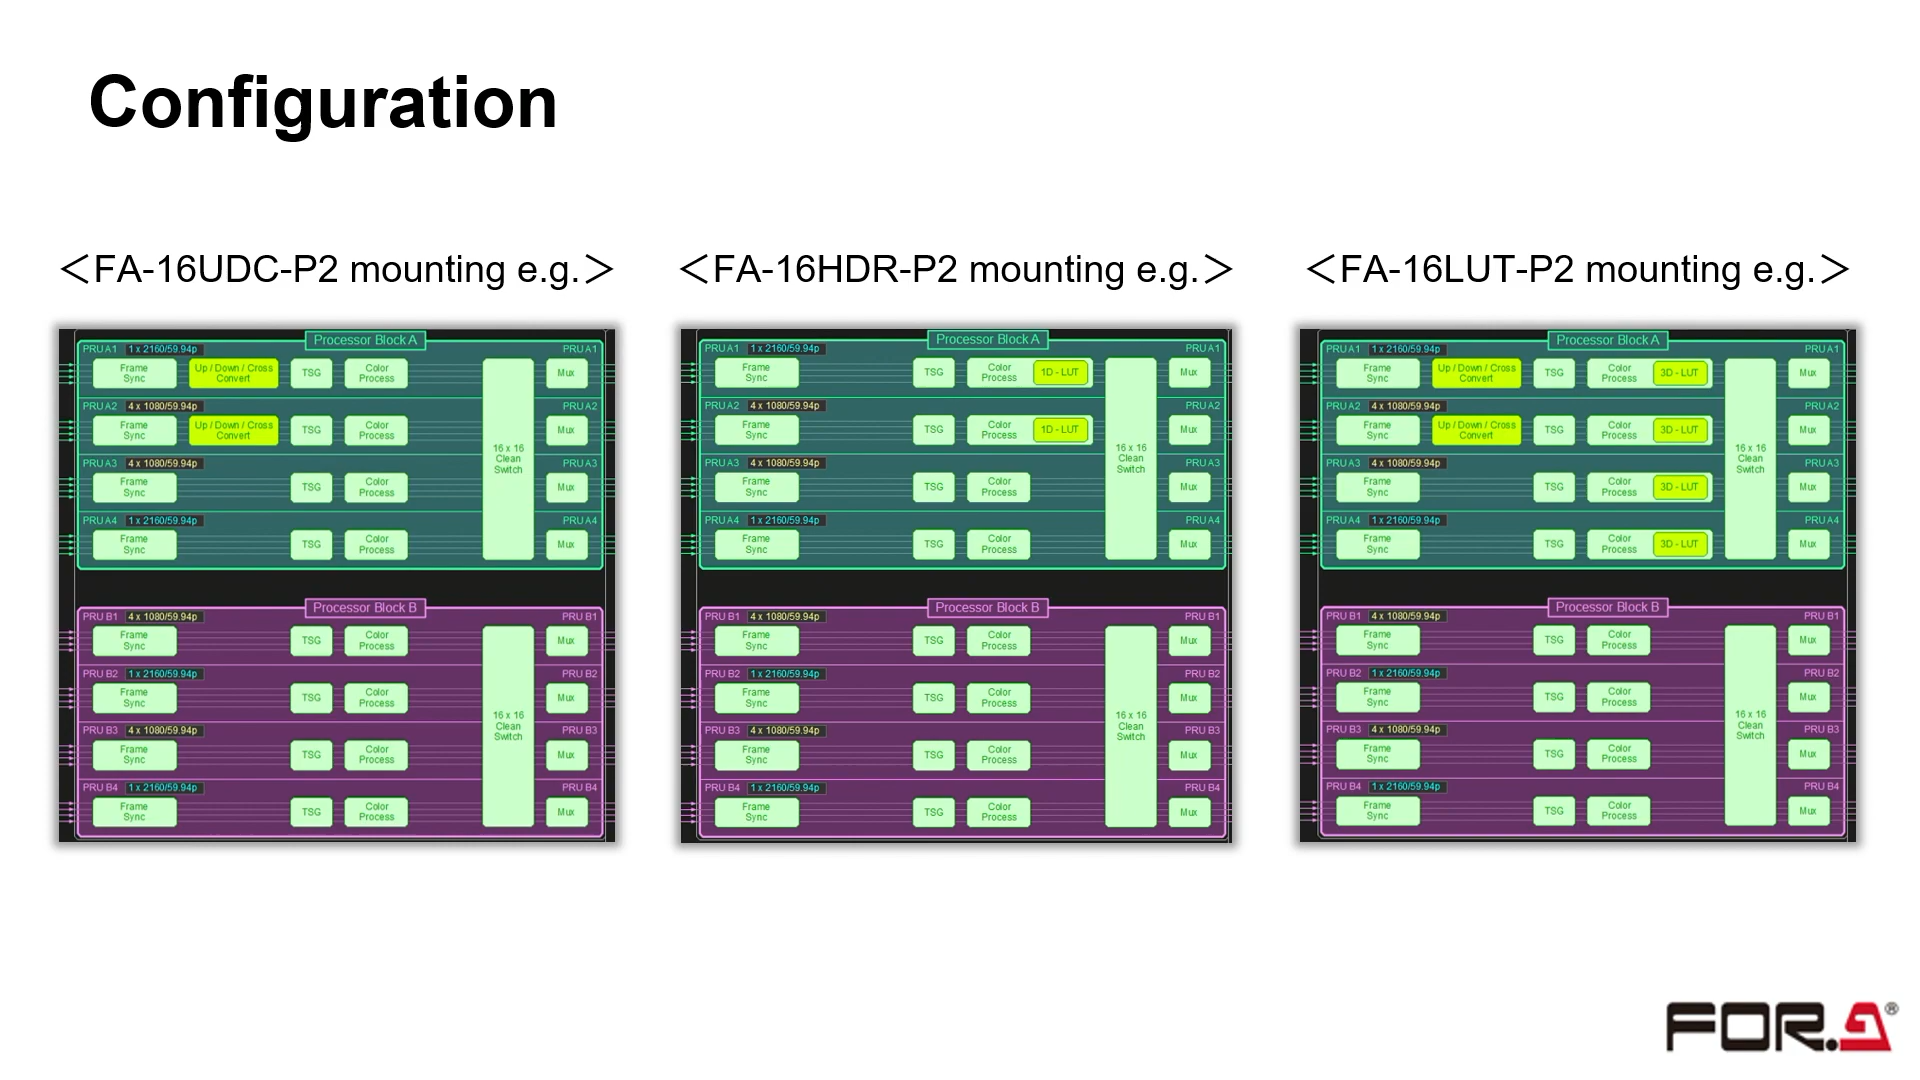 Configuration
＜FA-16UDC-P2 mounting e.g.＞
Processor Block A
PRU A1 1 x 2160/59.94p PRU A1
Frame Sync Up / Down / Cross Convert TSG Color Process Mux
PRU A2 4 x 1080/59.94p PRU A2
Frame Sync Up / Down / Cross Convert TSG Color Process Mux
16 x 16 Clean Switch
PRU A3 4 x 1080/59.94p PRU A3
Frame Sync TSG Color Process Mux
PRU A4 1 x 2160/59.94p PRU A4
Frame Sync TSG Color Process Mux
Processor Block B
PRU B1 4 x 1080/59.94p PRU B1
Frame Sync TSG Color Process Mux
PRU B2 1 x 2160/59.94p PRU B2
Frame Sync TSG Color Process Mux
16 x 16 Clean Switch
PRU B3 4 x 1080/59.94p PRU B3
Frame Sync TSG Color Process Mux
PRU B4 1 x 2160/59.94p PRU B4
Frame Sync TSG Color Process Mux
＜FA-16HDR-P2 mounting e.g.＞
Processor Block A
PRU A1 1 x 2160/59.94p PRU A1
Frame Sync TSG Color Process 1D - LUT Mux
PRU A2 4 x 1080/59.94p PRU A2
Frame Sync TSG Color Process 1D - LUT Mux
16 x 16 Clean Switch
PRU A3 4 x 1080/59.94p PRU A3
Frame Sync TSG Color Process Mux
PRU A4 1 x 2160/59.94p PRU A4
Frame Sync TSG Color Process Mux
Processor Block B
PRU B1 4 x 1080/59.94p PRU B1
Frame Sync TSG Color Process Mux
PRU B2 1 x 2160/59.94p PRU B2
Frame Sync TSG Color Process Mux
16 x 16 Clean Switch
PRU B3 4 x 1080/59.94p PRU B3
Frame Sync TSG Color Process Mux
PRU B4 1 x 2160/59.94p PRU B4
Frame Sync TSG Color Process Mux
＜FA-16LUT-P2 mounting e.g.＞
Processor Block A
PRU A1 1 x 2160/59.94p PRU A1
Frame Sync Up / Down / Cross Convert TSG Color Process 3D - LUT Mux
PRU A2 4 x 1080/59.94p PRU A2
Frame Sync Up / Down / Cross Convert TSG Color Process 3D - LUT Mux
16 x 16 Clean Switch
PRU A3 4 x 1080/59.94p PRU A3
Frame Sync TSG Color Process 3D - LUT Mux
PRU A4 1 x 2160/59.94p PRU A4
Frame Sync TSG Color Process 3D - LUT Mux
Processor Block B
PRU B1 4 x 1080/59.94p PRU B1
Frame Sync TSG Color Process Mux
PRU B2 1 x 2160/59.94p PRU B2
Frame Sync TSG Color Process Mux
16 x 16 Clean Switch
PRU B3 4 x 1080/59.94p PRU B3
Frame Sync TSG Color Process Mux
PRU B4 1 x 2160/59.94p PRU B4
Frame Sync TSG Color Process Mux
FOR.A®